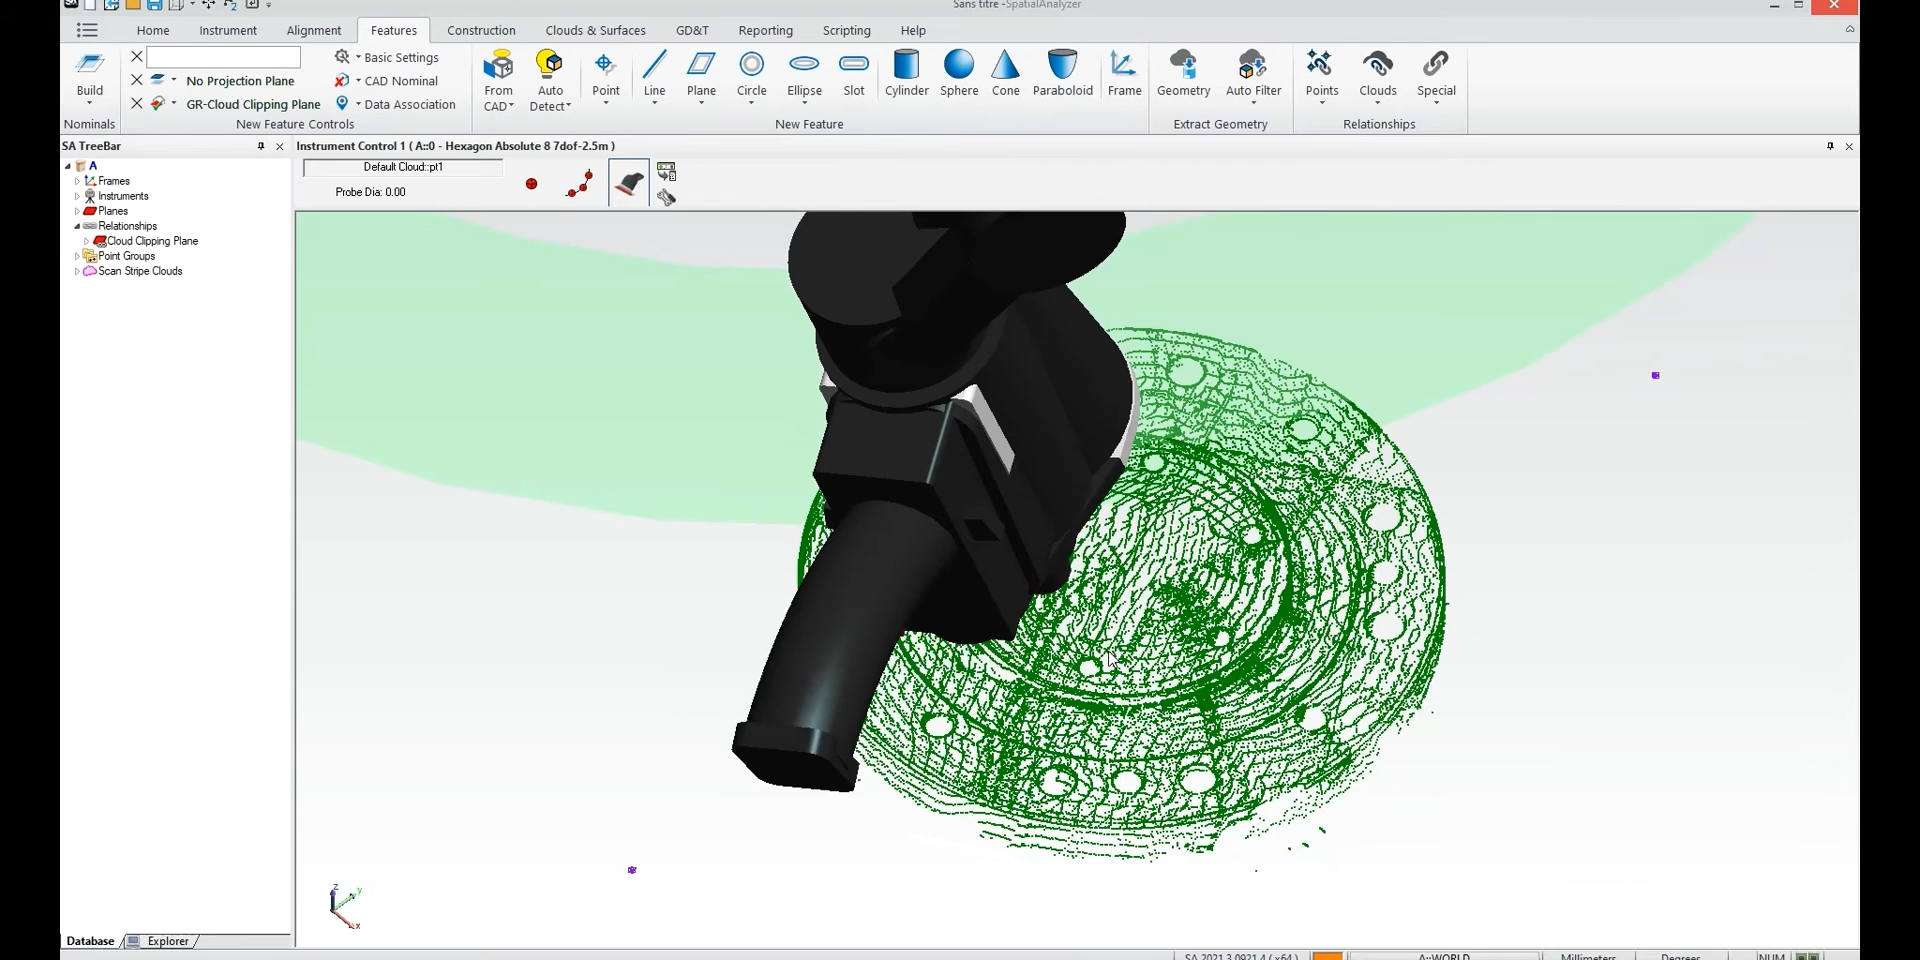 Sans titre -SpatialAnalyzer
Home Instrument Alignment Features Construction Clouds & Surfaces GD&T Reporting Scripting Help
Build
Nominals
No Projection Plane
GR-Cloud Clipping Plane
Basic Settings
CAD Nominal
Data Association
New Feature Controls
From CAD
Auto Detect
Point
Line
Plane
Circle
Ellipse
Slot
Cylinder
Sphere
Cone
Paraboloid
Frame
New Feature
Geometry
Auto Filter
Extract Geometry
Points
Clouds
Special
Relationships
SA TreeBar
A
Frames
Instruments
Planes
Relationships
Cloud Clipping Plane
Point Groups
Scan Stripe Clouds
Instrument Control 1 ( A::0 - Hexagon Absolute 8 7dof-2.5m )
Default Cloud::pt1
Probe Dia: 0.00
z
y
x
Database Explorer
SA 2021.3.0921.4 (x64) A::WORLD Millimeters Degrees NUM